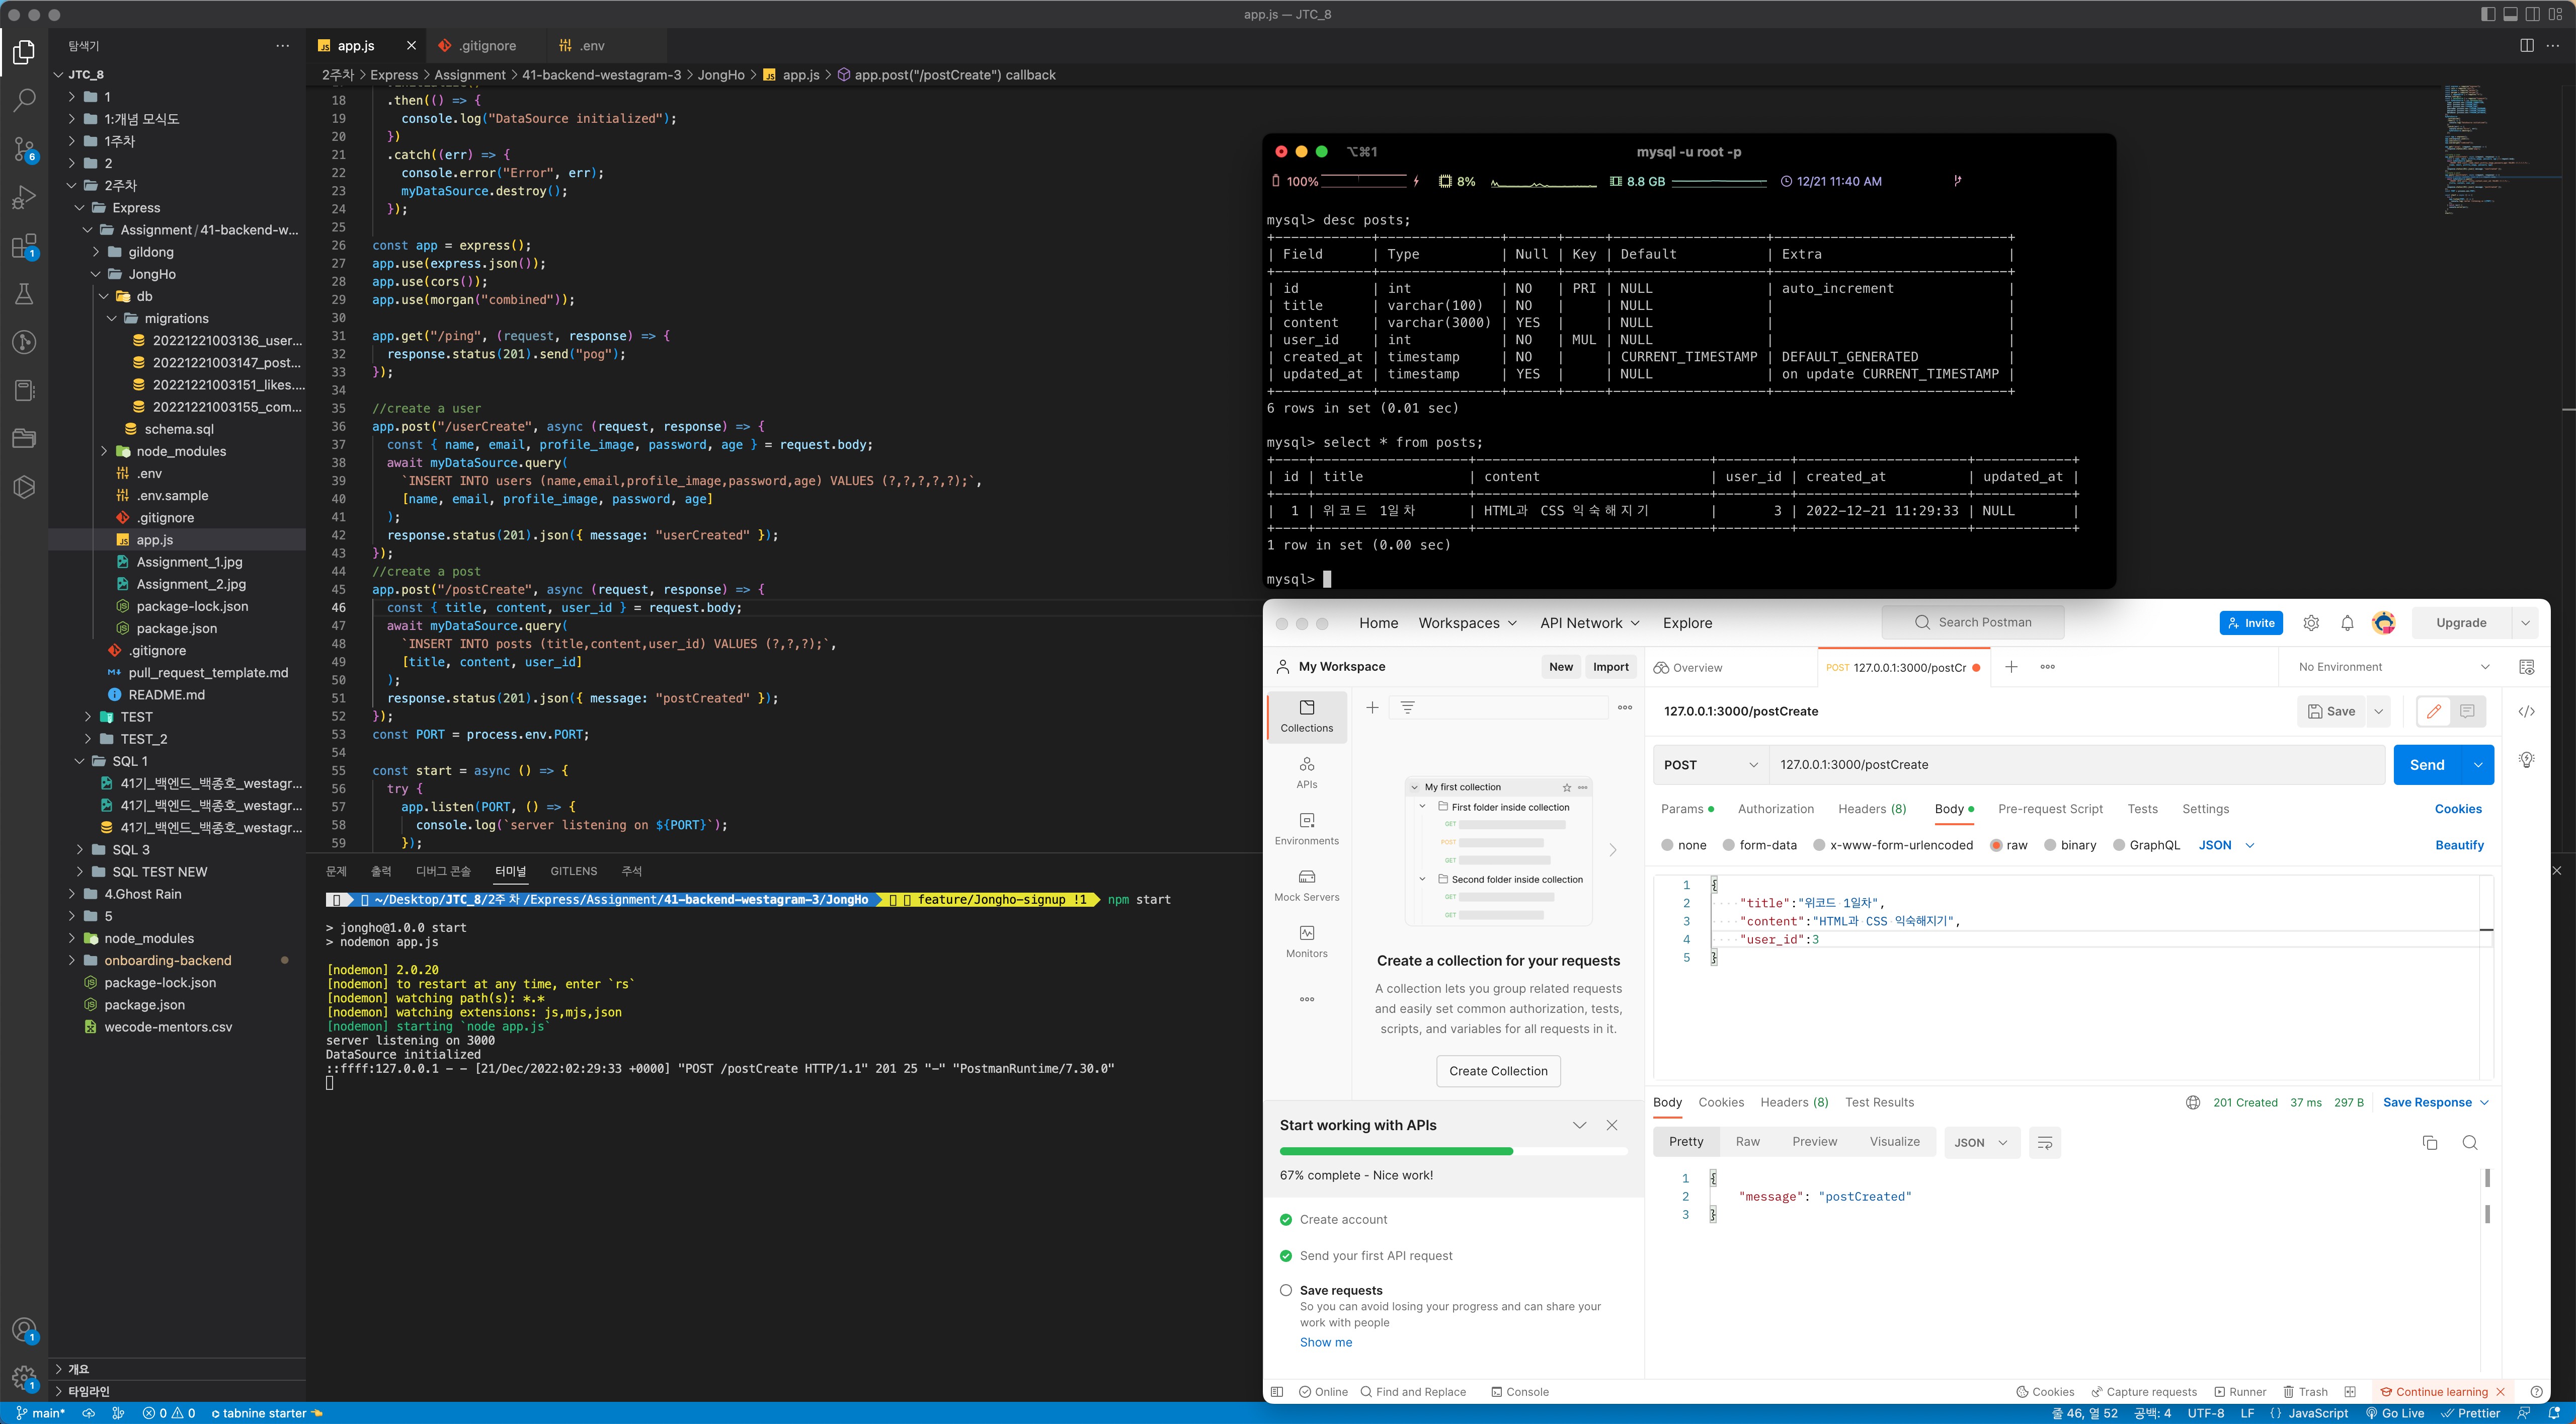 app.js — JTC_8
탐색기
JTC_8
1
1:개념 모식도
1주차
2
2주차
Express
Assignment / 41-backend-w...
gildong
JongHo
db
migrations
20221221003136_user...
20221221003147_post...
20221221003151_likes....
20221221003155_com...
schema.sql
node_modules
.env
.env.sample
.gitignore
app.js
Assignment_1.jpg
Assignment_2.jpg
package-lock.json
package.json
.gitignore
pull_request_template.md
README.md
TEST
TEST_2
SQL 1
41기_백엔드_백종호_westagr...
41기_백엔드_백종호_westagr...
41기_백엔드_백종호_westagr...
SQL 3
SQL TEST NEW
4.Ghost Rain
5
node_modules
onboarding-backend
package-lock.json
package.json
wecode-mentors.csv
개요
타임라인
app.js
.gitignore
.env
2주차 > Express > Assignment > 41-backend-westagram-3 > JongHo > app.js > app.post("/postCreate") callback
18 .then(() => {
19 console.log("DataSource initialized");
20 })
21 .catch((err) => {
22 console.error("Error", err);
23 myDataSource.destroy();
24 });
25
26 const app = express();
27 app.use(express.json());
28 app.use(cors());
29 app.use(morgan("combined"));
30
31 app.get("/ping", (request, response) => {
32 response.status(201).send("pog");
33 });
34
35 //create a user
36 app.post("/userCreate", async (request, response) => {
37 const { name, email, profile_image, password, age } = request.body;
38 await myDataSource.query(
39 `INSERT INTO users (name,email,profile_image,password,age) VALUES (?,?,?,?,?);`,
40 [name, email, profile_image, password, age]
41 );
42 response.status(201).json({ message: "userCreated" });
43 });
44 //create a post
45 app.post("/postCreate", async (request, response) => {
46 const { title, content, user_id } = request.body;
47 await myDataSource.query(
48 `INSERT INTO posts (title,content,user_id) VALUES (?,?,?);`,
49 [title, content, user_id]
50 );
51 response.status(201).json({ message: "postCreated" });
52 });
53 const PORT = process.env.PORT;
54
55 const start = async () => {
56 try {
57 app.listen(PORT, () => {
58 console.log(`server listening on ${PORT}`);
59 });
문제 출력 디버그 콘솔 터미널 GITLENS 주석
~/Desktop/JTC_8/2주 차 /Express/Assignment/41-backend-westagram-3/JongHo feature/Jongho-signup !1 npm start
> jongho@1.0.0 start
> nodemon app.js
[nodemon] 2.0.20
[nodemon] to restart at any time, enter `rs`
[nodemon] watching path(s): *.*
[nodemon] watching extensions: js,mjs,json
[nodemon] starting `node app.js`
server listening on 3000
DataSource initialized
::ffff:127.0.0.1 - - [21/Dec/2022:02:29:33 +0000] "POST /postCreate HTTP/1.1" 201 25 "-" "PostmanRuntime/7.30.0"
⌥⌘1 mysql -u root -p
100% 8% 8.8 GB 12/21 11:40 AM
mysql> desc posts;
| Field | Type | Null | Key | Default | Extra |
| id | int | NO | PRI | NULL | auto_increment |
| title | varchar(100) | NO | | NULL | |
| content | varchar(3000) | YES | | NULL | |
| user_id | int | NO | MUL | NULL | |
| created_at | timestamp | NO | | CURRENT_TIMESTAMP | DEFAULT_GENERATED |
| updated_at | timestamp | YES | | NULL | on update CURRENT_TIMESTAMP |
6 rows in set (0.01 sec)
mysql> select * from posts;
| id | title | content | user_id | created_at | updated_at |
| 1 | 위코드 1일차 | HTML과 CSS 익숙해지기 | 3 | 2022-12-21 11:29:33 | NULL |
1 row in set (0.00 sec)
mysql>
Home Workspaces API Network Explore Search Postman Invite Upgrade
My Workspace New Import
Overview POST 127.0.0.1:3000/postCr No Environment
Collections
APIs
Environments
Mock Servers
Monitors
My first collection
First folder inside collection
GET
POST
GET
Second folder inside collection
GET
GET
Create a collection for your requests
A collection lets you group related requests
and easily set common authorization, tests,
scripts, and variables for all requests in it.
Create Collection
Start working with APIs
67% complete - Nice work!
Create account
Send your first API request
Save requests
So you can avoid losing your progress and can share your
work with people
Show me
127.0.0.1:3000/postCreate Save
POST 127.0.0.1:3000/postCreate Send
Params Authorization Headers (8) Body Pre-request Script Tests Settings Cookies
none form-data x-www-form-urlencoded raw binary GraphQL JSON Beautify
1 {
2 "title":"위코드 1일차",
3 "content":"HTML과 CSS 익숙해지기",
4 "user_id":3
5 }
Body Cookies Headers (8) Test Results 201 Created 37 ms 297 B Save Response
Pretty Raw Preview Visualize JSON
1 {
2 "message": "postCreated"
3 }
Online Find and Replace Console Cookies Capture requests Runner Trash Continue learning
6
1
1
1
main* 0 0 tabnine starter 줄 46, 열 52 공백: 4 UTF-8 LF {} JavaScript Go Live Prettier